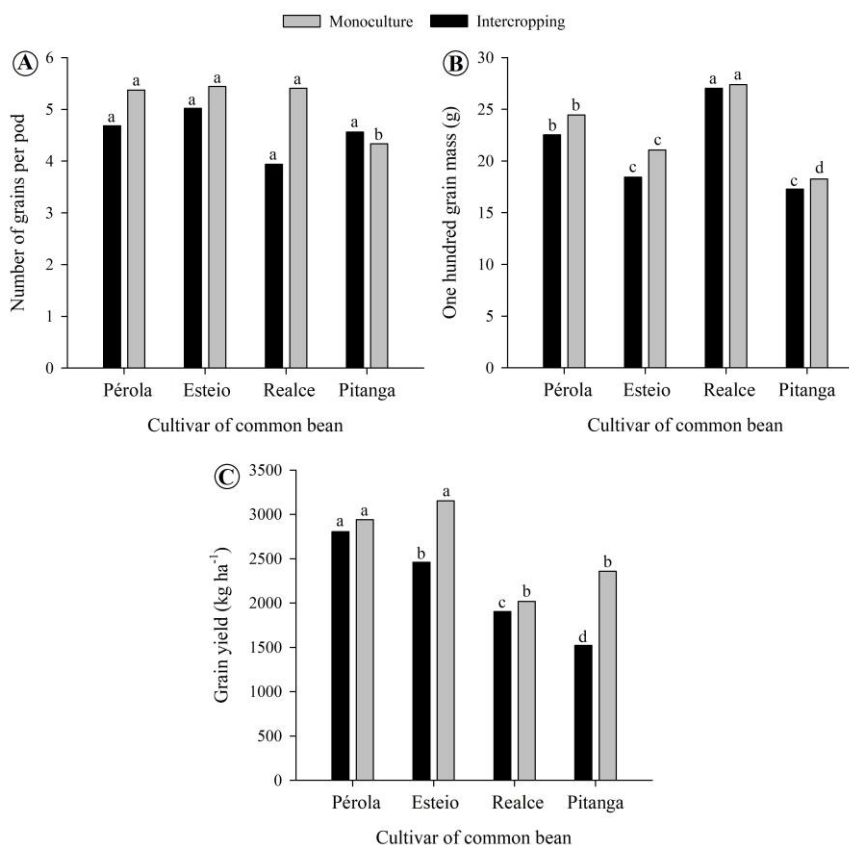 Monoculture Intercropping
A
Number of grains per pod
6
5
4
3
2
1
0
a a a a a a a b
Pérola Esteio Realce Pitanga
Cultivar of common bean
B
One hundred grain mass (g)
30
25
20
15
10
5
0
b b c c a a c d
Pérola Esteio Realce Pitanga
Cultivar of common bean
C
Grain yield (kg ha⁻¹)
3500
3000
2500
2000
1500
1000
500
0
a a b a c b d b
Pérola Esteio Realce Pitanga
Cultivar of common bean